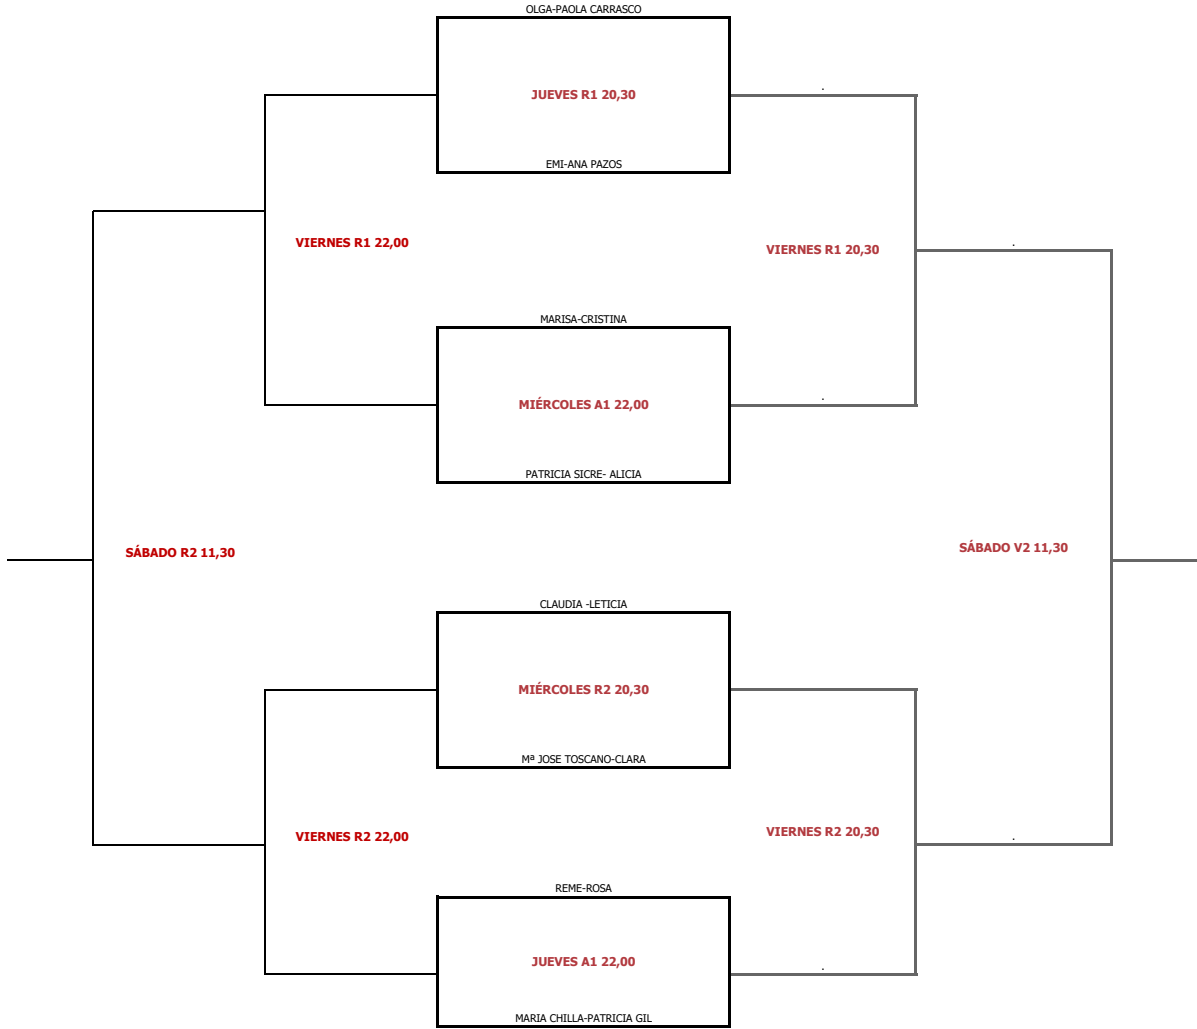 OLGA-PAOLA CARRASCO
JUEVES R1 20,30
.
EMI-ANA PAZOS
VIERNES R1 22,00
VIERNES R1 20,30
.
MARISA-CRISTINA
MIÉRCOLES A1 22,00
.
PATRICIA SICRE- ALICIA
SÁBADO R2 11,30
SÁBADO V2 11,30
CLAUDIA -LETICIA
MIÉRCOLES R2 20,30
Mª JOSE TOSCANO-CLARA
VIERNES R2 22,00
VIERNES R2 20,30
.
REME-ROSA
JUEVES A1 22,00
.
MARIA CHILLA-PATRICIA GIL